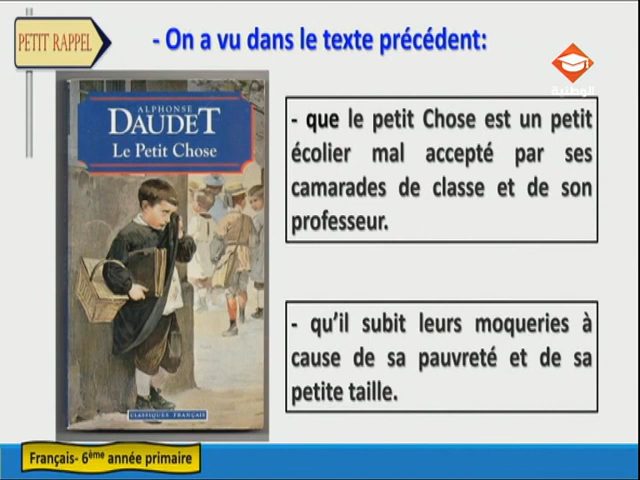 PETIT RAPPEL
- On a vu dans le texte précédent:
الوطنية
ALPHONSE
DAUDET
Le Petit Chose
CLASSIQUES FRANÇAIS
- que le petit Chose est un petit
écolier mal accepté par ses
camarades de classe et de son
professeur.
- qu’il subit leurs moqueries à
cause de sa pauvreté et de sa
petite taille.
Français- 6ème année primaire